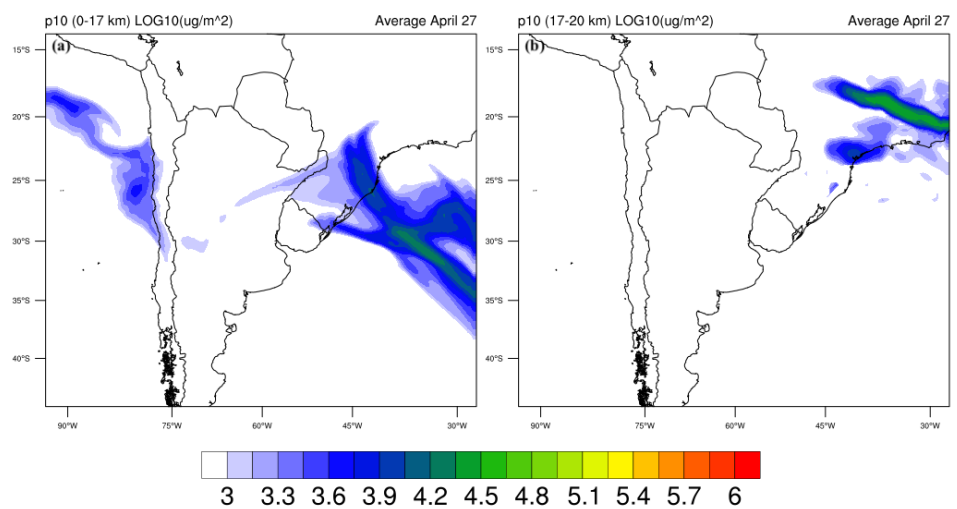 p10 (0-17 km) LOG10(ug/m^2) Average April 27
(a)
15°S
20°S
25°S
30°S
35°S
40°S
90°W 75°W 60°W 45°W 30°W
p10 (17-20 km) LOG10(ug/m^2) Average April 27
(b)
15°S
20°S
25°S
30°S
35°S
40°S
90°W 75°W 60°W 45°W 30°W
3 3.3 3.6 3.9 4.2 4.5 4.8 5.1 5.4 5.7 6